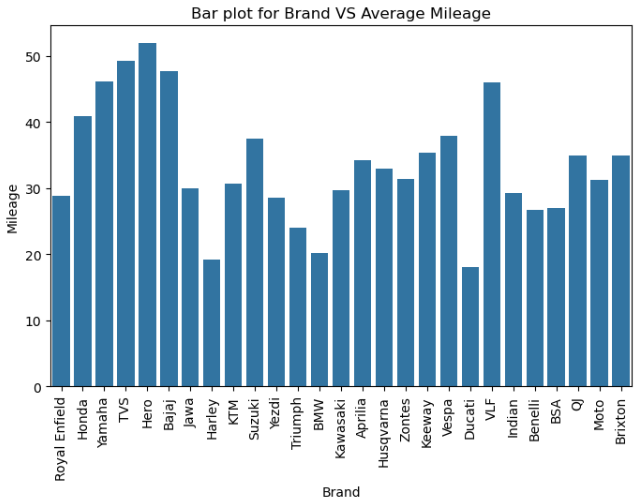 Bar plot for Brand VS Average Mileage
Mileage
50
40
30
20
10
0
Royal Enfield
Honda
Yamaha
TVS
Hero
Bajaj
Jawa
Harley
KTM
Suzuki
Yezdi
Triumph
BMW
Kawasaki
Aprilia
Husqvarna
Zontes
Keeway
Vespa
Ducati
VLF
Indian
Benelli
BSA
QJ
Moto
Brixton
Brand